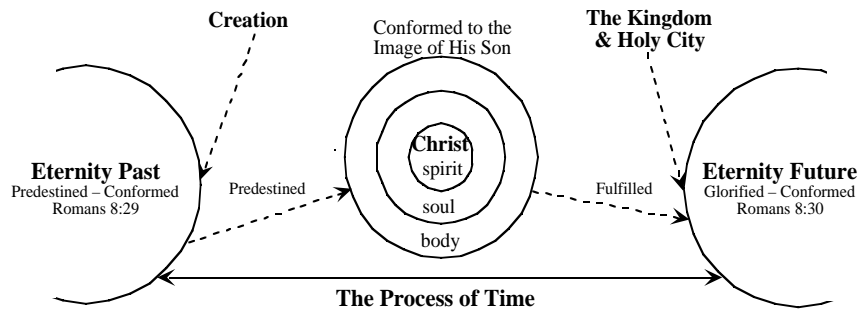 Creation
Conformed to the
Image of His Son
The Kingdom
& Holy City
Eternity Past
Predestined – Conformed
Romans 8:29
Predestined
Christ
spirit
soul
body
Fulfilled
Eternity Future
Glorified – Conformed
Romans 8:30
The Process of Time